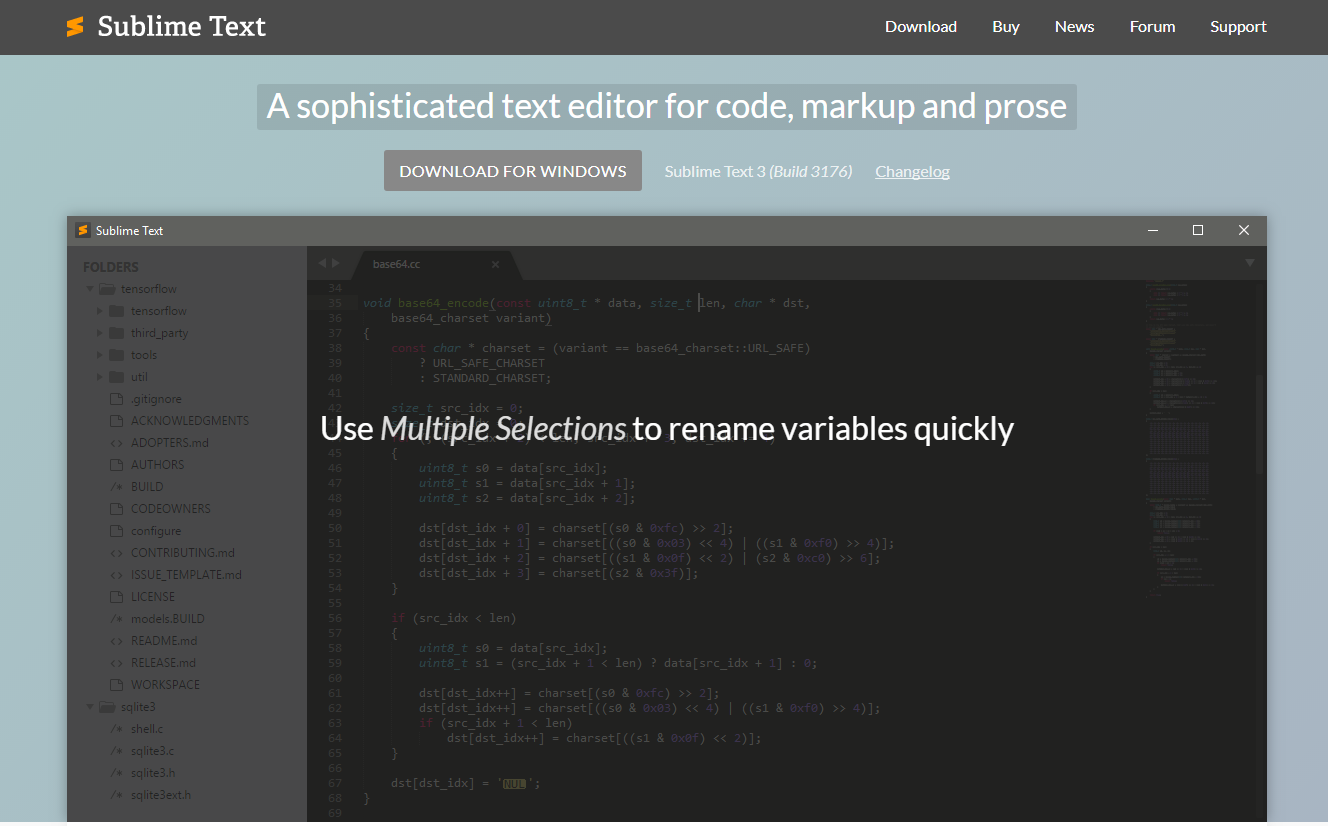 Sublime Text
Download Buy News Forum Support
A sophisticated text editor for code, markup and prose
DOWNLOAD FOR WINDOWS Sublime Text 3 (Build 3176) Changelog
Sublime Text
FOLDERS
tensorflow
tensorflow
third_party
tools
util
.gitignore
ACKNOWLEDGMENTS
ADOPTERS.md
AUTHORS
BUILD
CODEOWNERS
configure
CONTRIBUTING.md
ISSUE_TEMPLATE.md
LICENSE
models.BUILD
README.md
RELEASE.md
WORKSPACE
sqlite3
shell.c
sqlite3.c
sqlite3.h
sqlite3ext.h
base64.cc
34
35 void base64_encode(const uint8_t * data, size_t len, char * dst,
36 base64_charset variant)
37 {
38 const char * charset = (variant == base64_charset::URL_SAFE)
39 ? URL_SAFE_CHARSET
40 : STANDARD_CHARSET;
41
42 size_t src_idx = 0;
Use Multiple Selections to rename variables quickly
45 {
46 uint8_t s0 = data[src_idx];
47 uint8_t s1 = data[src_idx + 1];
48 uint8_t s2 = data[src_idx + 2];
49
50 dst[dst_idx + 0] = charset[(s0 & 0xfc) >> 2];
51 dst[dst_idx + 1] = charset[((s0 & 0x03) << 4) | ((s1 & 0xf0) >> 4)];
52 dst[dst_idx + 2] = charset[((s1 & 0x0f) << 2) | (s2 & 0xc0) >> 6];
53 dst[dst_idx + 3] = charset[(s2 & 0x3f)];
54 }
55
56 if (src_idx < len)
57 {
58 uint8_t s0 = data[src_idx];
59 uint8_t s1 = (src_idx + 1 < len) ? data[src_idx + 1] : 0;
60
61 dst[dst_idx++] = charset[(s0 & 0xfc) >> 2];
62 dst[dst_idx++] = charset[((s0 & 0x03) << 4) | ((s1 & 0xf0) >> 4)];
63 if (src_idx + 1 < len)
64 dst[dst_idx++] = charset[((s1 & 0x0f) << 2)];
65 }
66
67 dst[dst_idx] = 'NUL';
68 }
69